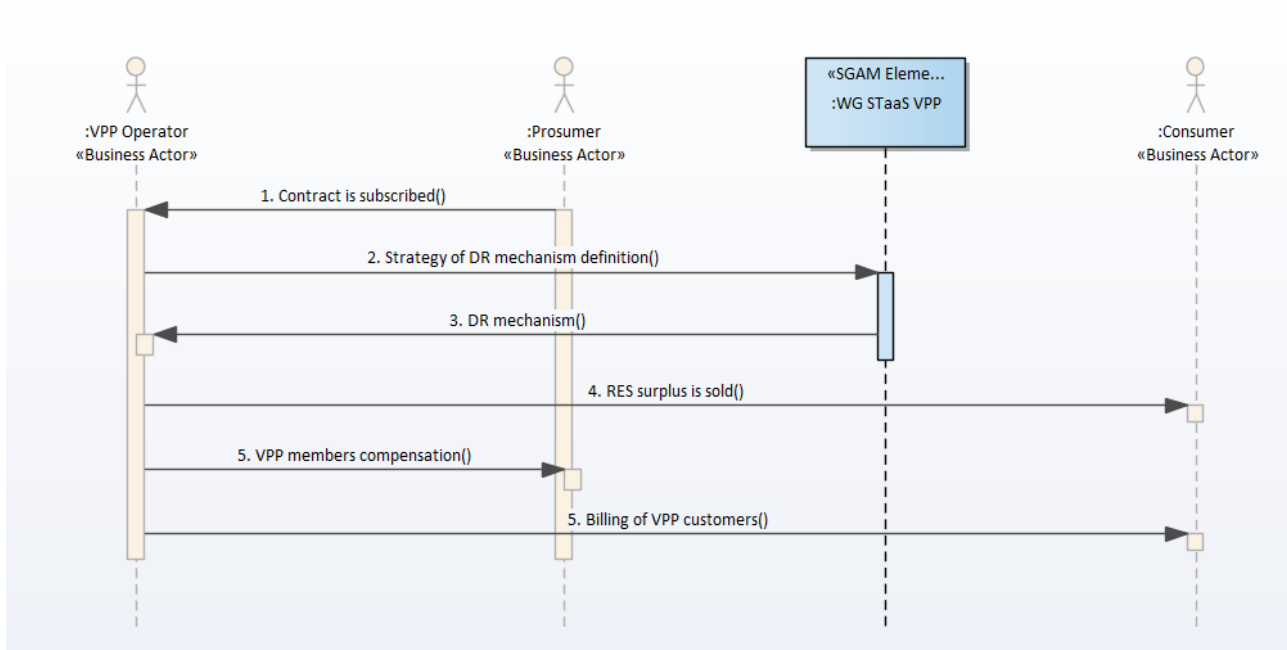 :VPP Operator
«Business Actor»
:Prosumer
«Business Actor»
«SGAM Eleme...
:WG STaaS VPP
:Consumer
«Business Actor»
1. Contract is subscribed()
2. Strategy of DR mechanism definition()
3. DR mechanism()
4. RES surplus is sold()
5. VPP members compensation()
5. Billing of VPP customers()